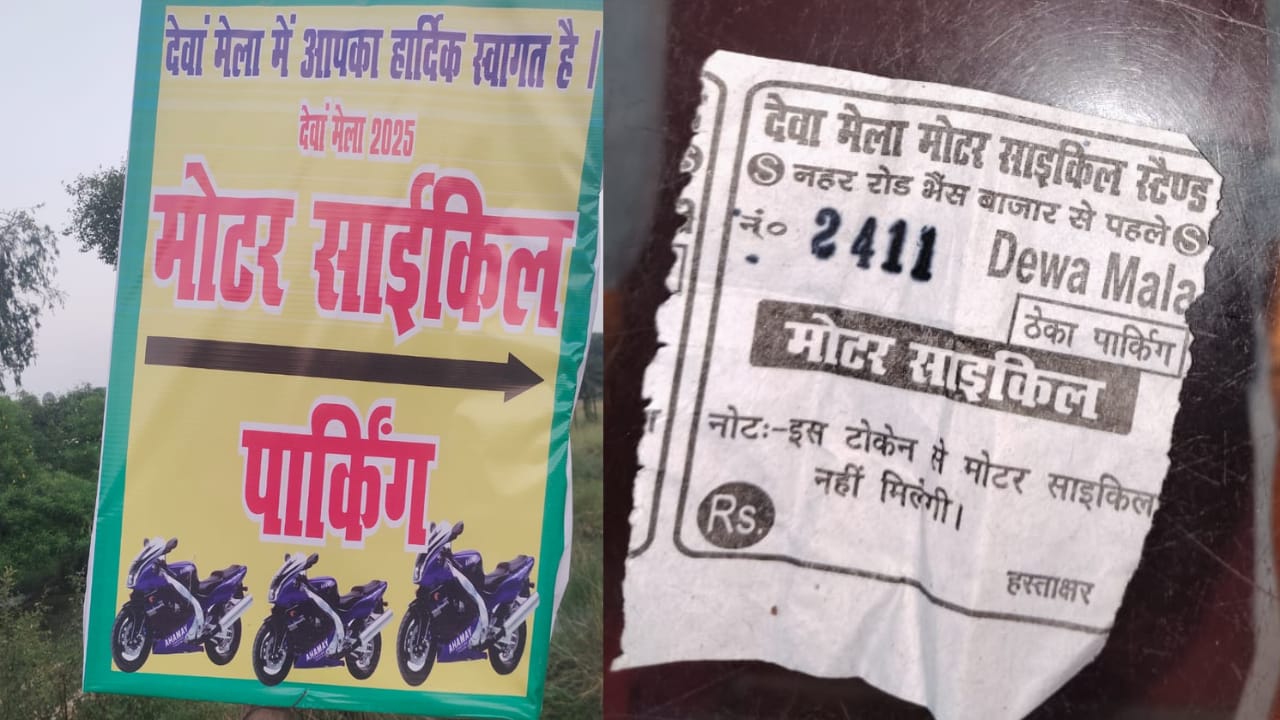 देवां मेला में आपका हार्दिक स्वागत है ।
देवां मेला 2025
मोटर साईकिल
पार्किंग
देवा मेला मोटर साइकिल स्टैण्ड
S नहर रोड भैंस बाजार से पहले S
नं० 2411
Dewa Mala
ठेका पार्किग
मोटर साइकिल
नोटः-इस टोकेन से मोटर साइकिल
नहीं मिलेगी।
Rs.
हस्ताक्षर